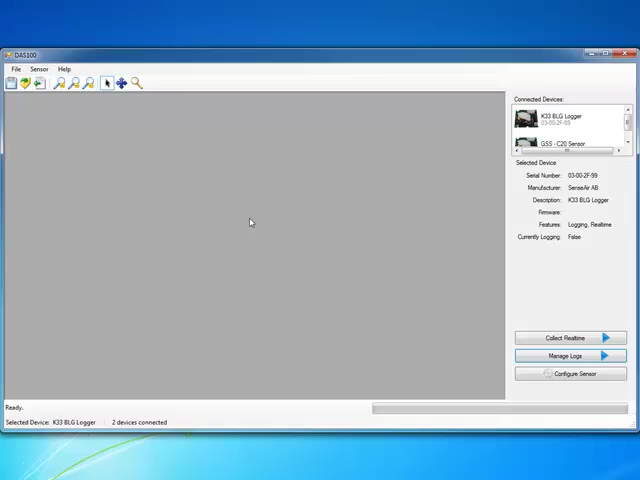 DAS100
File Sensor Help
Connected Devices:
K33 BLG Logger
03-00-2F-99
GSS - C20 Sensor
Selected Device
Serial Number: 03-00-2F-99
Manufacturer: SenseAir AB
Description: K33 BLG Logger
Firmware:
Features: Logging, Realtime
Currently Logging: False
Collect Realtime
Manage Logs
Configure Sensor
Ready.
Selected Device: K33 BLG Logger 2 devices connected